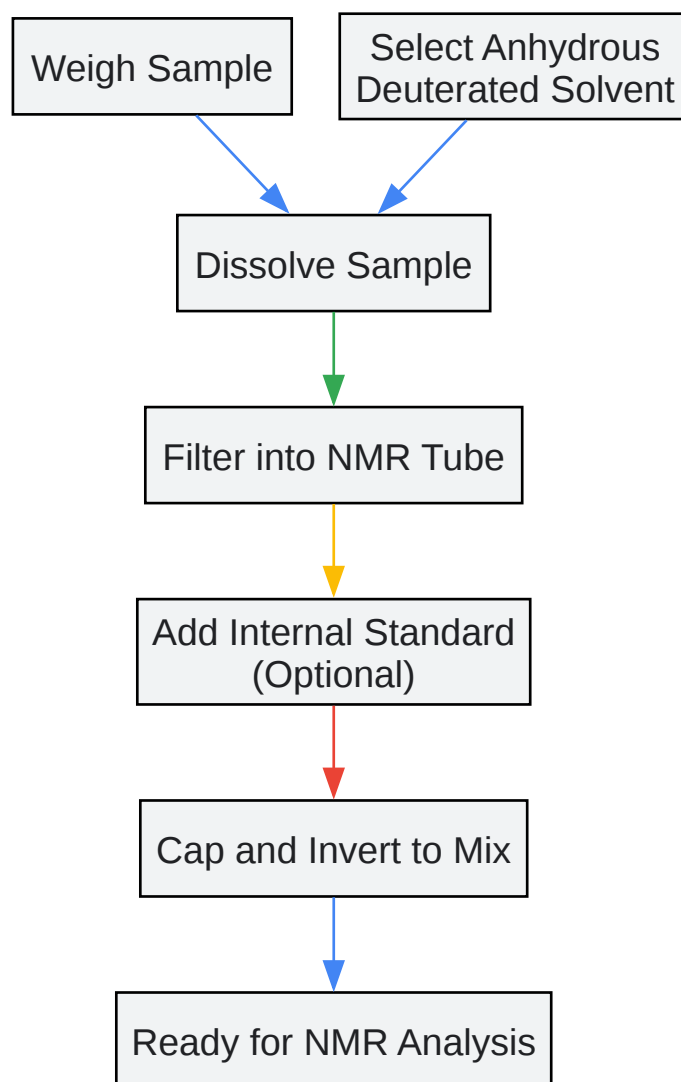 Weigh Sample
Select Anhydrous
Deuterated Solvent
Dissolve Sample
Filter into NMR Tube
Add Internal Standard
(Optional)
Cap and Invert to Mix
Ready for NMR Analysis